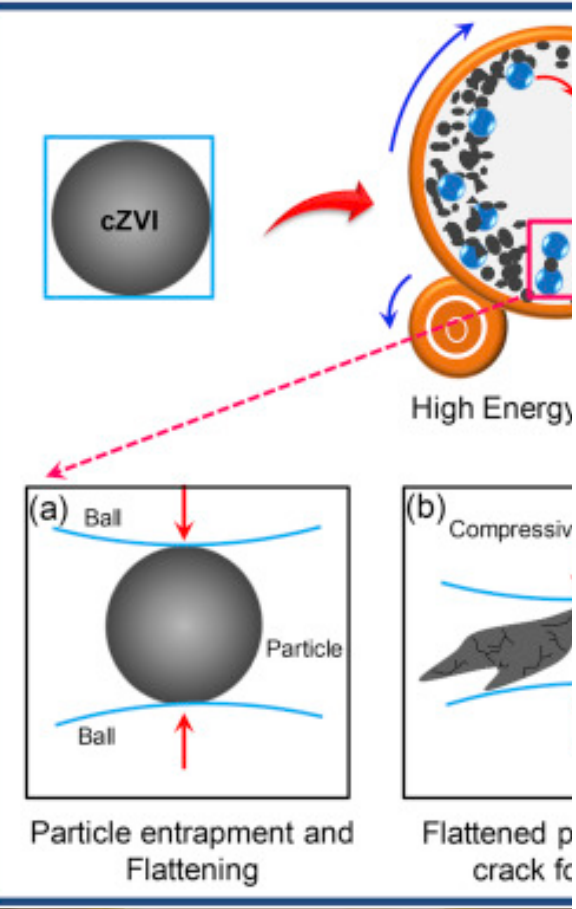 cZVI
High Energy
(a)
Ball
Particle
Ball
Particle entrapment and
Flattening
(b)
Compressiv
Flattened p
crack fo